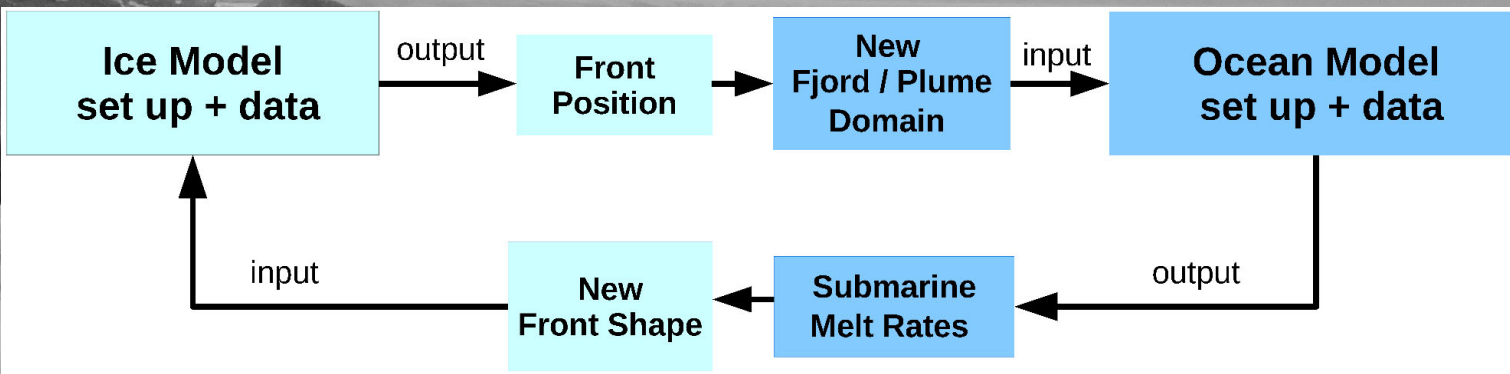 Ice Model
set up + data
output
Front
Position
New
Fjord / Plume
Domain
input
Ocean Model
set up + data
input
New
Front Shape
Submarine
Melt Rates
output